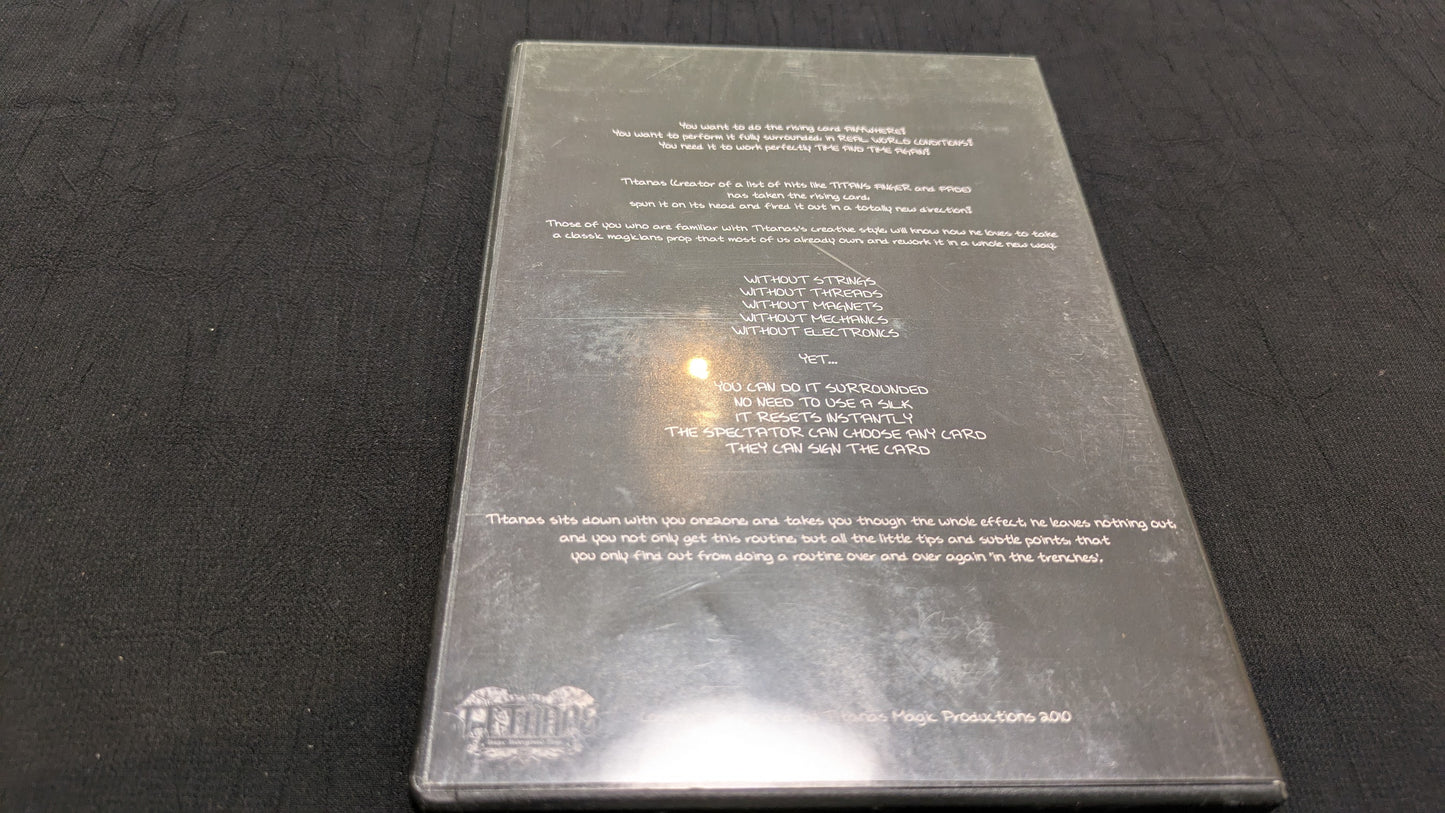 You want to do the rising card ANYWHERE?
You want to perform it fully surrounded, in REAL WORLD CONDITIONS?
You need it to work perfectly TIME AND TIME AGAIN?
Titanas (Creator of a list of hits like TITANS FINGER and FADE)
has taken the rising card,
spun it on its head and fired it out in a totally new direction!
Those of you who are familiar with Titanas's creative style, will know how he loves to take
a classic magicians prop that most of us already own, and rework it in a whole new way.
WITHOUT STRINGS
WITHOUT THREADS
WITHOUT MAGNETS
WITHOUT MECHANICS
WITHOUT ELECTRONICS
YET...
YOU CAN DO IT SURROUNDED
NO NEED TO USE A SILK
IT RESETS INSTANTLY
THE SPECTATOR CAN CHOOSE ANY CARD
THEY CAN SIGN THE CARD
Titanas sits down with you one2one, and takes you though the whole effect, he leaves nothing out,
and you not only get this routine, but all the little tips and subtle points, that
you only find out from doing a routine over and over again "in the trenches".
TITANAS
Titanas Magic Productions 2010